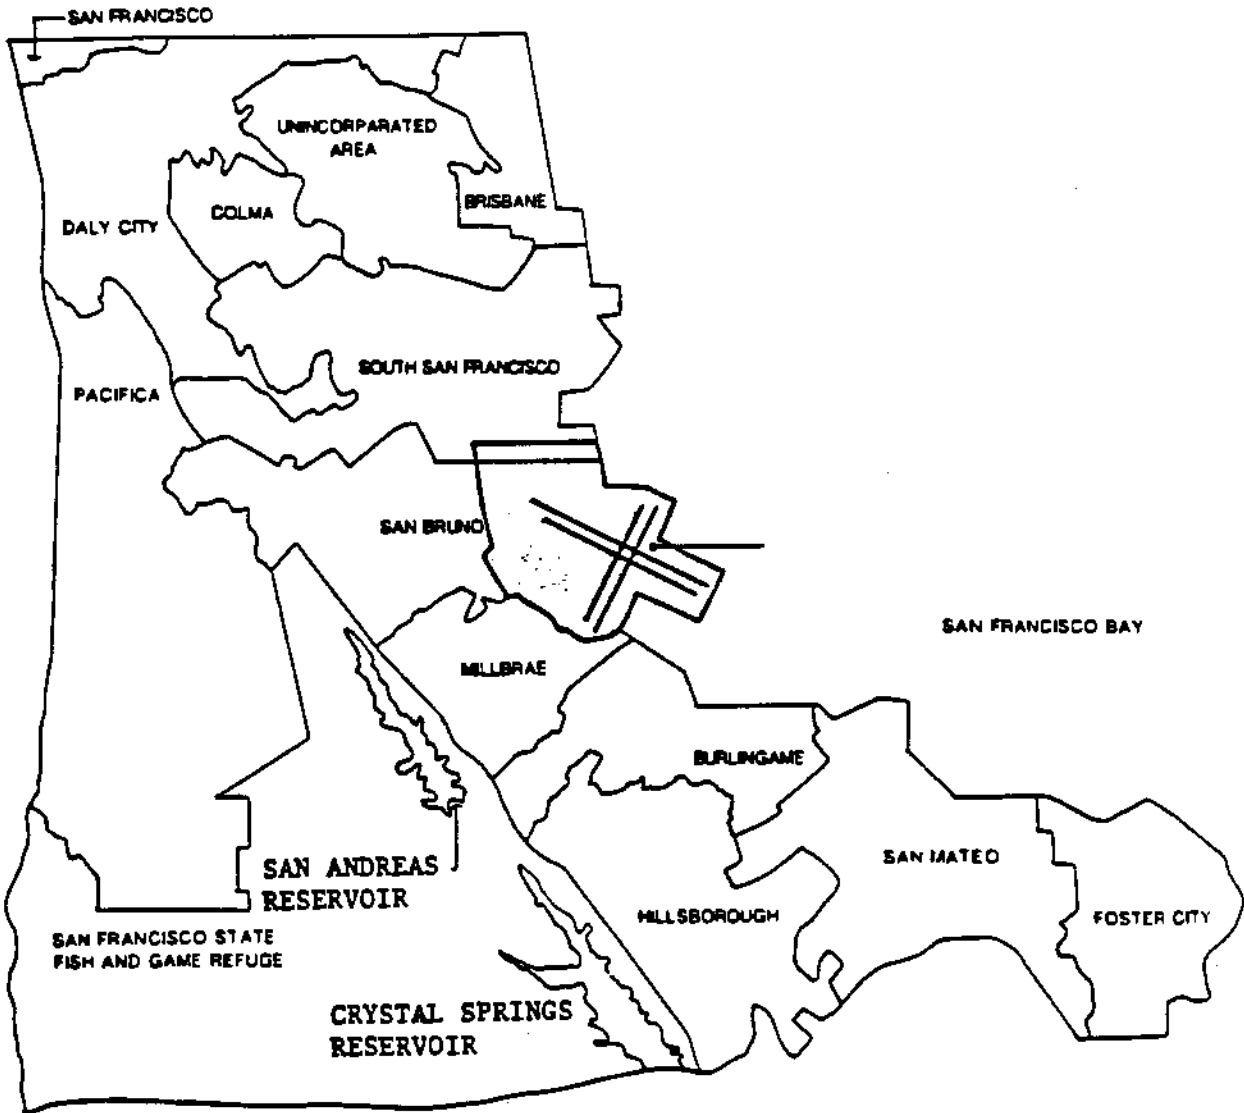 SAN FRANCISCO
UNINCORPARATED
AREA
BRISBANE
COLMA
DALY CITY
SOUTH SAN FRANCISCO
PACIFICA
SAN BRUNO
SAN FRANCISCO BAY
MILLBRAE
BURLINGAME
SAN MATEO
SAN ANDREAS
RESERVOIR
HILLSBOROUGH
FOSTER CITY
SAN FRANCISCO STATE
FISH AND GAME REFUGE
CRYSTAL SPRINGS
RESERVOIR